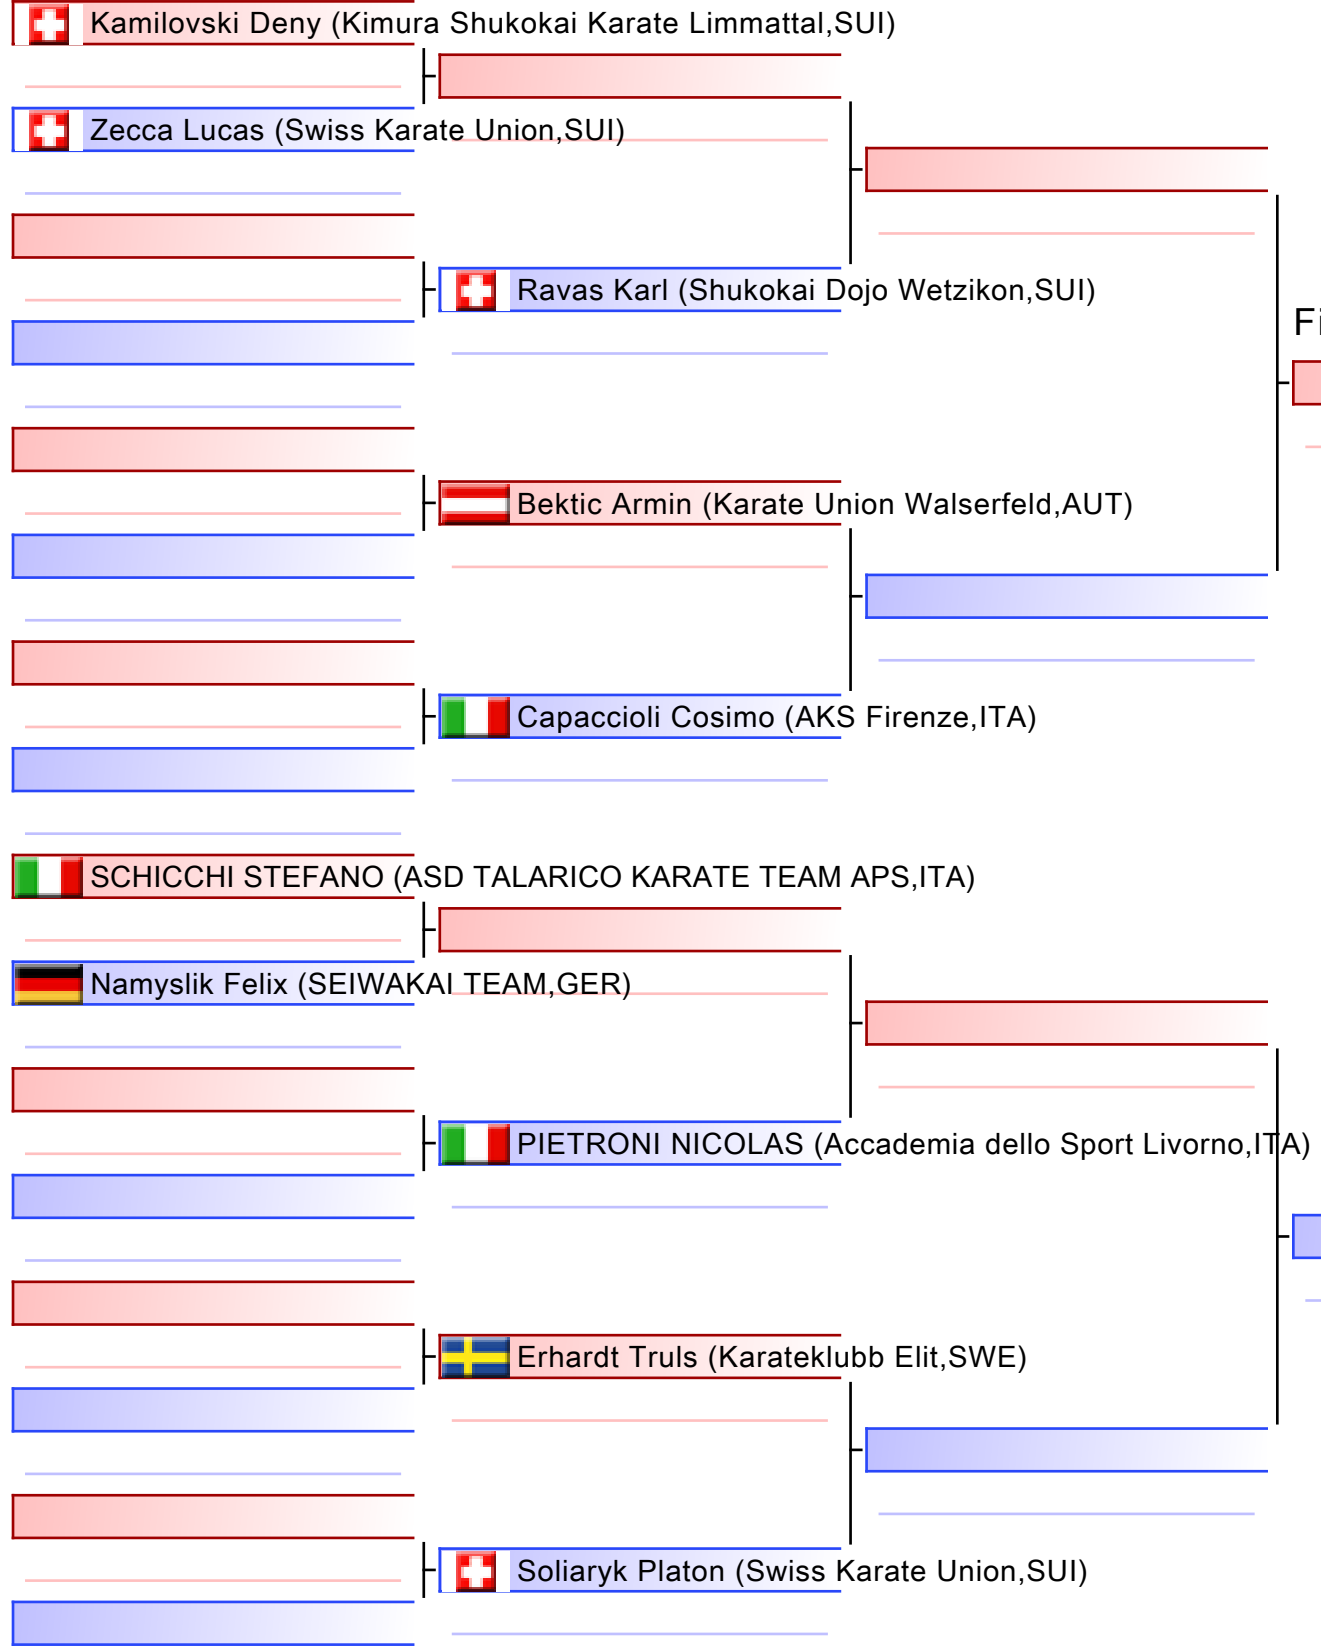 Kamilovski Deny (Kimura Shukokai Karate Limmattal,SUI)
Zecca Lucas (Swiss Karate Union,SUI)
Ravas Karl (Shukokai Dojo Wetzikon,SUI)
Fi
Bektic Armin (Karate Union Walserfeld,AUT)
Capaccioli Cosimo (AKS Firenze,ITA)
SCHICCHI STEFANO (ASD TALARICO KARATE TEAM APS,ITA)
Namyslik Felix (SEIWAKAI TEAM,GER)
PIETRONI NICOLAS (Accademia dello Sport Livorno,ITA)
Erhardt Truls (Karateklubb Elit,SWE)
Soliaryk Platon (Swiss Karate Union,SUI)